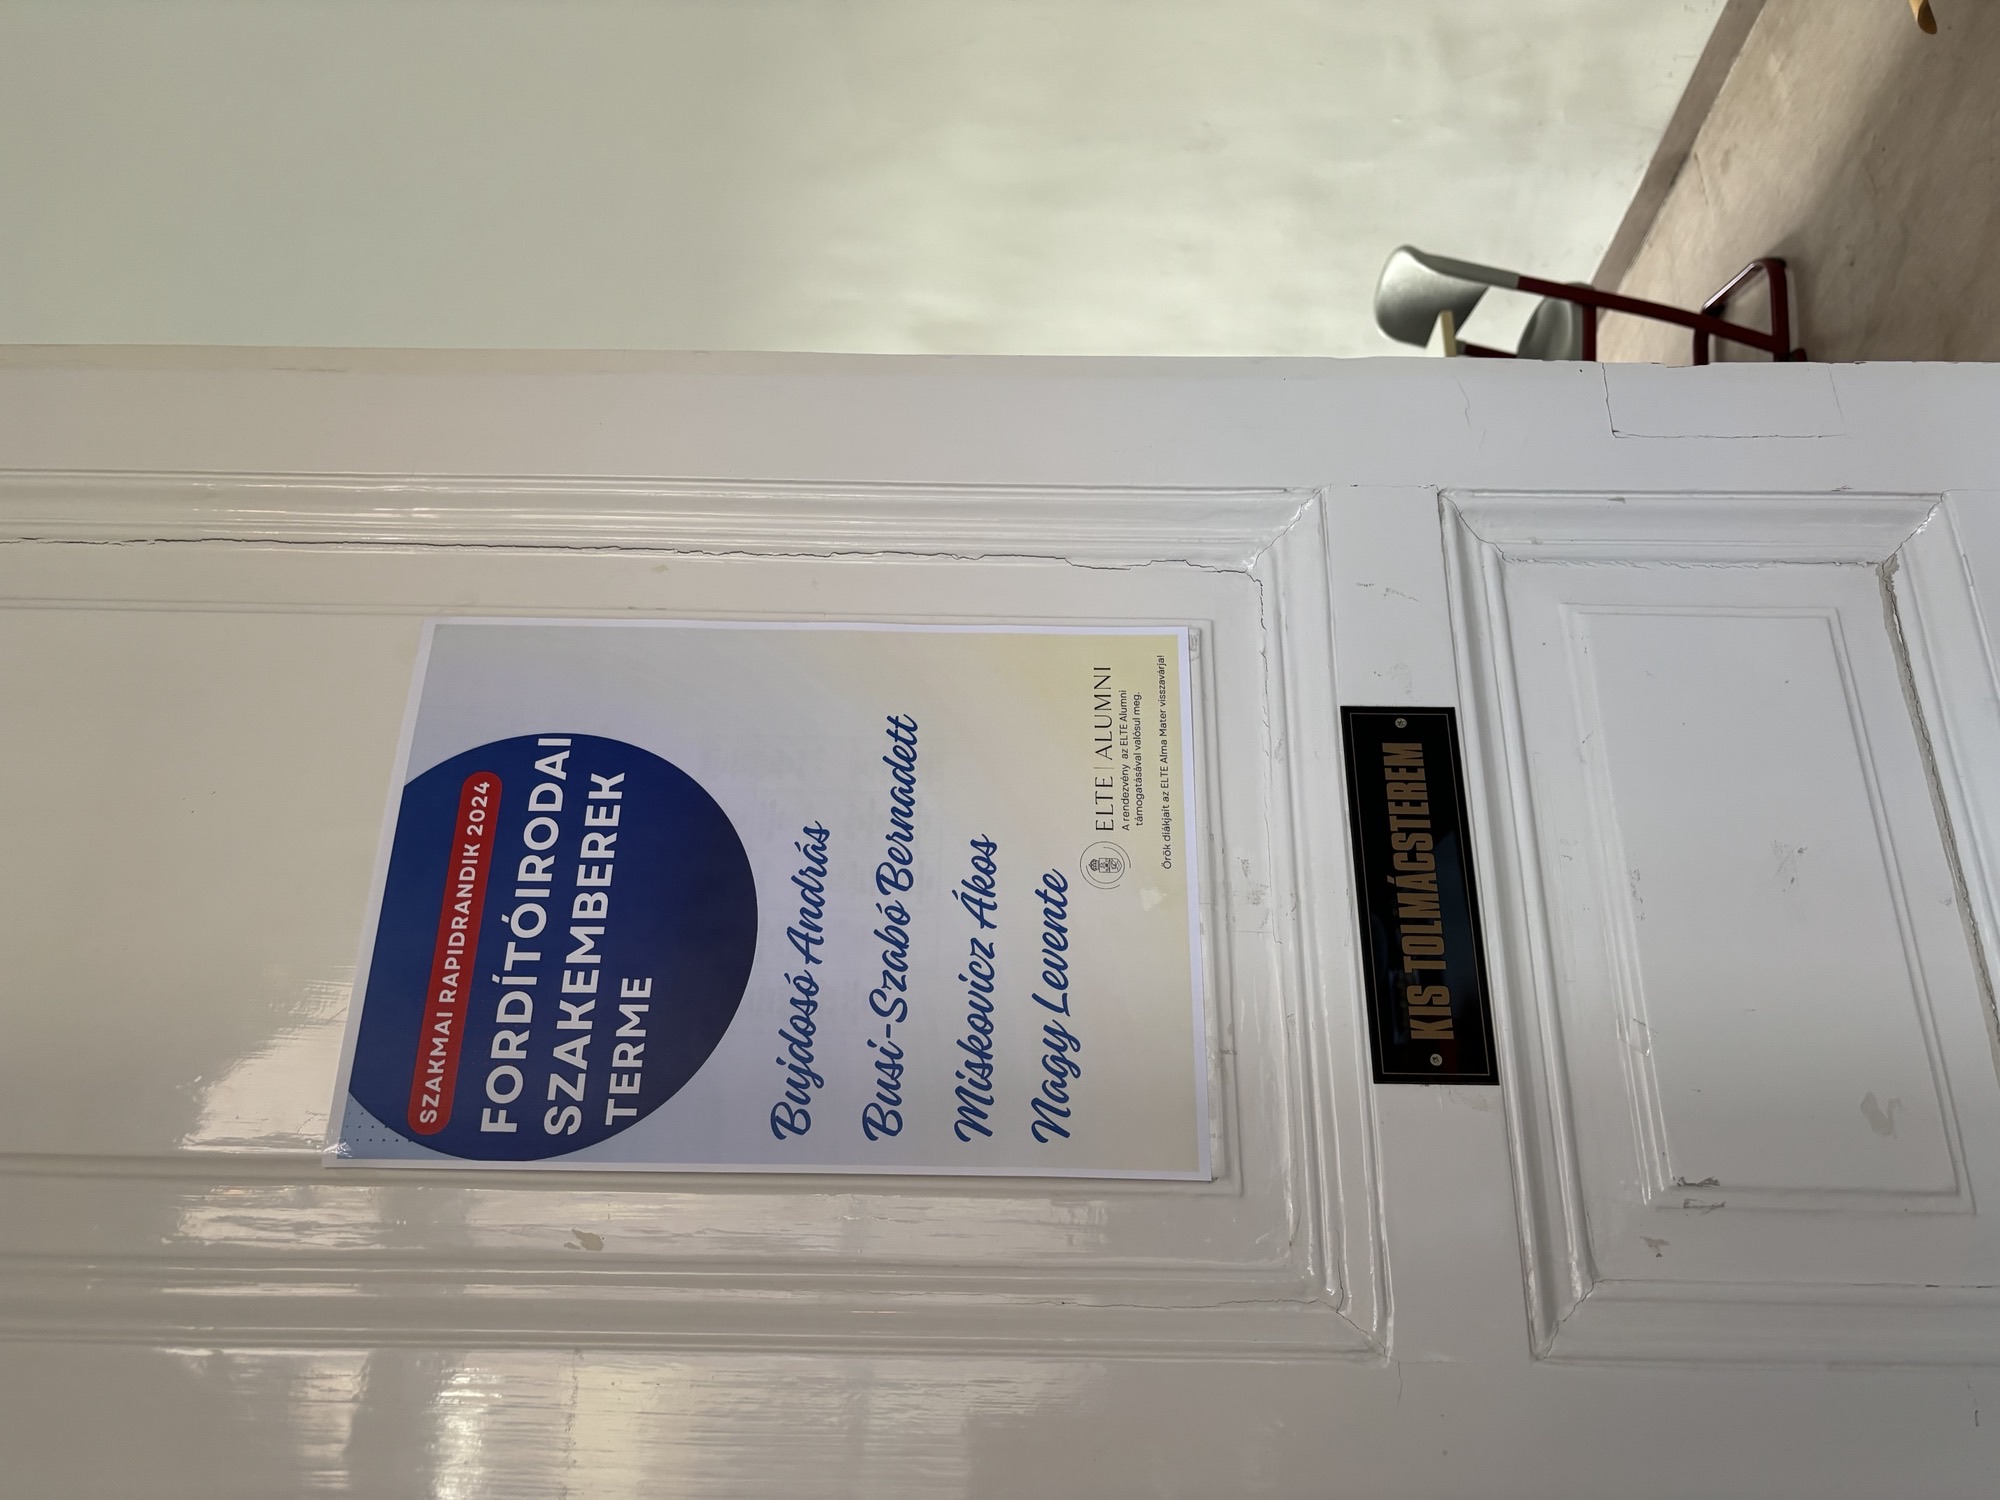 SZAKMAI RAPIDRANDIK 2024
FORDÍTÓIRODAI
SZAKEMBEREK
TERME
Bujdosó András
Busi-Szabó Bernadett
Miskovicz Ákos
Nagy Levente
ELTE | ALUMNI
A rendezvény az ELTE Alumni
támogatásával valósul meg.
Örök diákjait az ELTE Alma Mater visszavárja!
KIS TOLMÁCSTEREM